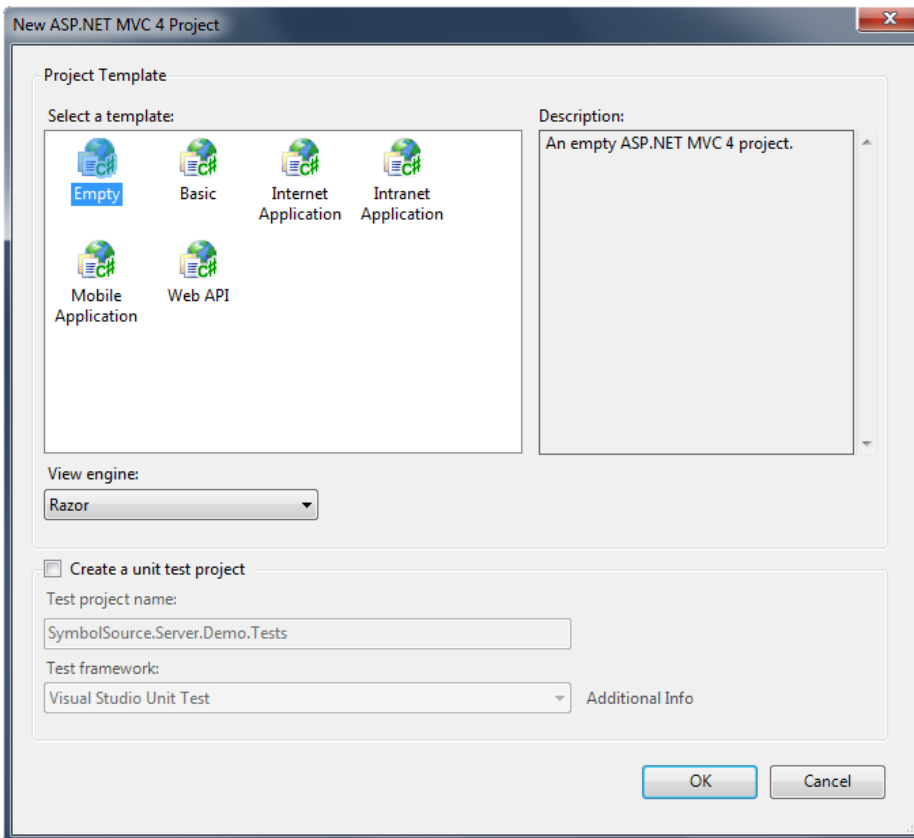 New ASP.NET MVC 4 Project
Project Template
Select a template:
Description:
Empty
Basic
Internet
Application
Intranet
Application
Mobile
Application
Web API
An empty ASP.NET MVC 4 project.
View engine:
Razor
Create a unit test project
Test project name:
SymbolSource.Server.Demo.Tests
Test framework:
Visual Studio Unit Test
Additional Info
OK
Cancel